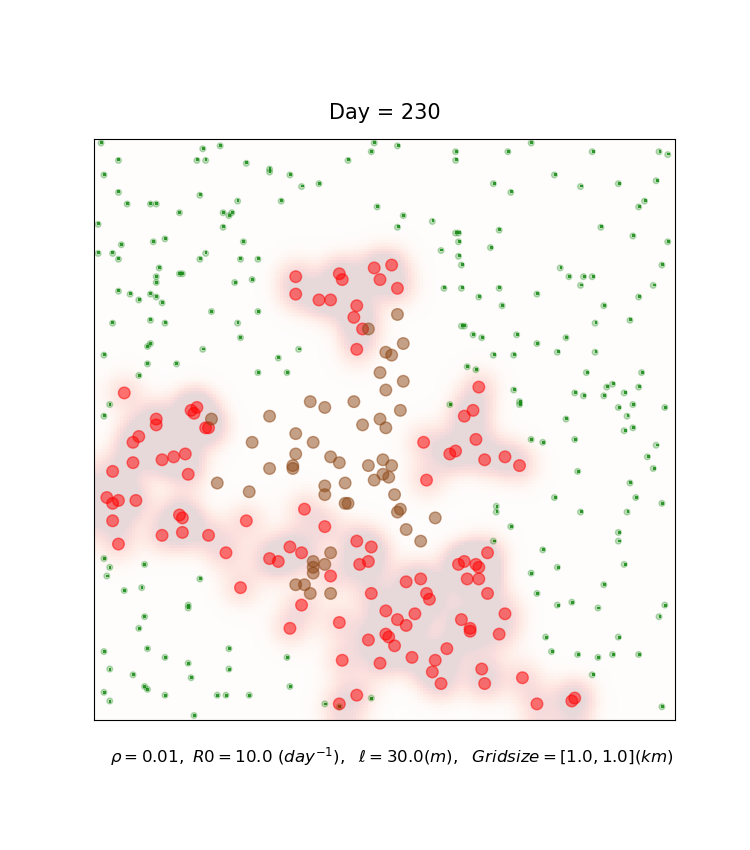 Day = 230
ρ = 0.01, R0 = 10.0 (day⁻¹), ℓ = 30.0(m), Gridsize = [1.0, 1.0](km)